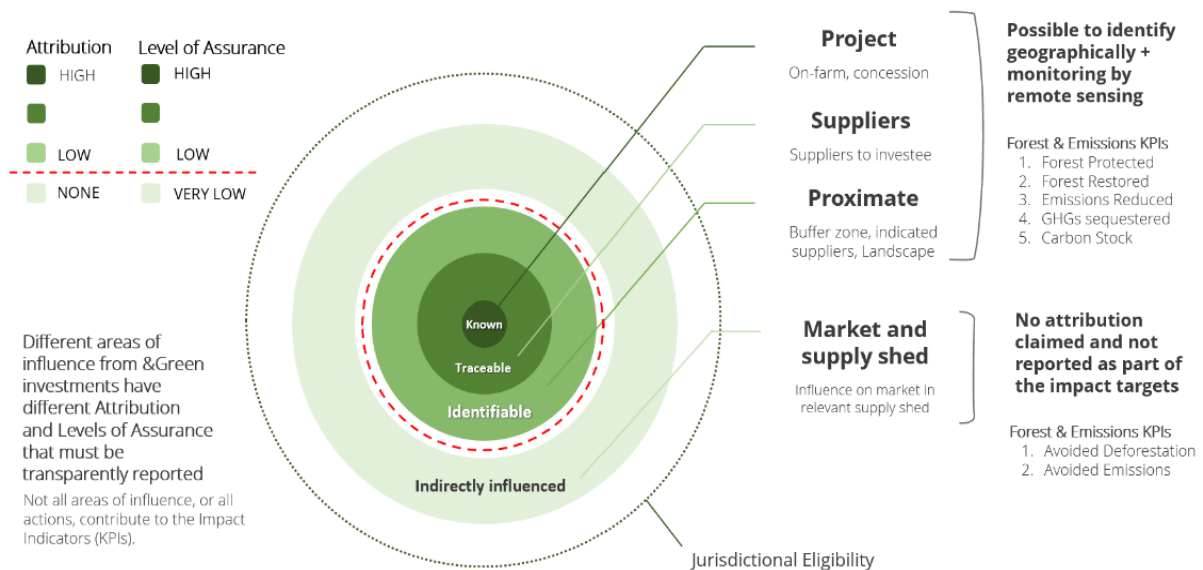 Attribution
Level of Assurance
HIGH
HIGH
LOW
LOW
NONE
VERY LOW
Different areas of
influence from &Green
investments have
different Attribution
and Levels of Assurance
that must be
transparently reported
Not all areas of influence, or all
actions, contribute to the Impact
Indicators (KPIs).
Known
Traceable
Identifiable
Indirectly influenced
Jurisdictional Eligibility
Project
On-farm, concession
Suppliers
Suppliers to investee
Proximate
Buffer zone, indicated
suppliers, Landscape
Market and
supply shed
Influence on market in
relevant supply shed
Possible to identify
geographically +
monitoring by
remote sensing
Forest & Emissions KPIs
1. Forest Protected
2. Forest Restored
3. Emissions Reduced
4. GHGs sequestered
5. Carbon Stock
No attribution
claimed and not
reported as part of
the impact targets
Forest & Emissions KPIs
1. Avoided Deforestation
2. Avoided Emissions